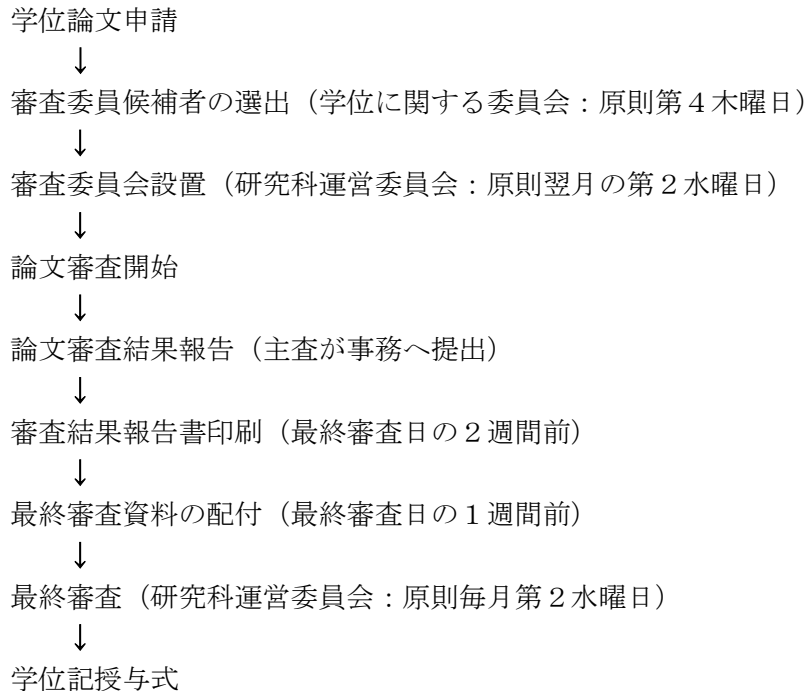 学位論文申請
↓
審査委員候補者の選出（学位に関する委員会：原則第４木曜日）
↓
審査委員会設置（研究科運営委員会：原則翌月の第２水曜日）
↓
論文審査開始
↓
論文審査結果報告（主査が事務へ提出）
↓
審査結果報告書印刷（最終審査日の２週間前）
↓
最終審査資料の配付（最終審査日の１週間前）
↓
最終審査（研究科運営委員会：原則毎月第２水曜日）
↓
学位記授与式